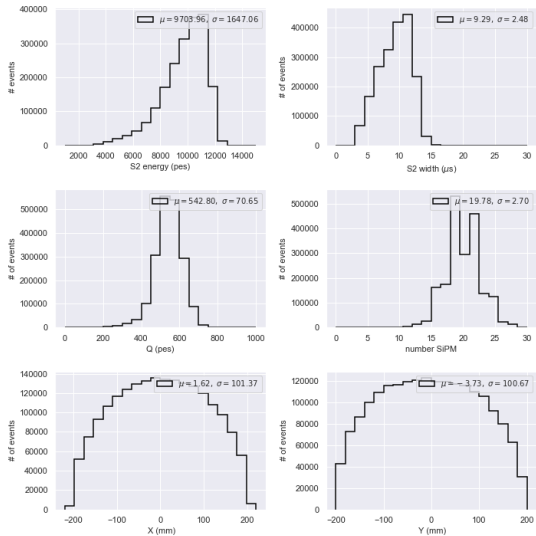 400000
300000
200000
100000
0
# of events
2000 4000 6000 8000 10000 12000 14000
S2 energy (pes)
μ = 9703.96, σ = 1647.06
400000
300000
200000
100000
0
# of events
0 5 10 15 20 25 30
S2 width (μs)
μ = 9.29, σ = 2.48
500000
400000
300000
200000
100000
0
# of events
0 200 400 600 800 1000
Q (pes)
μ = 542.80, σ = 70.65
500000
400000
300000
200000
100000
0
# of events
0 5 10 15 20 25 30
number SiPM
μ = 19.78, σ = 2.70
140000
120000
100000
80000
60000
40000
20000
0
# of events
−200 −100 0 100 200
X (mm)
μ = 1.62, σ = 101.37
120000
100000
80000
60000
40000
20000
0
# of events
−200 −100 0 100 200
Y (mm)
μ = −3.73, σ = 100.67